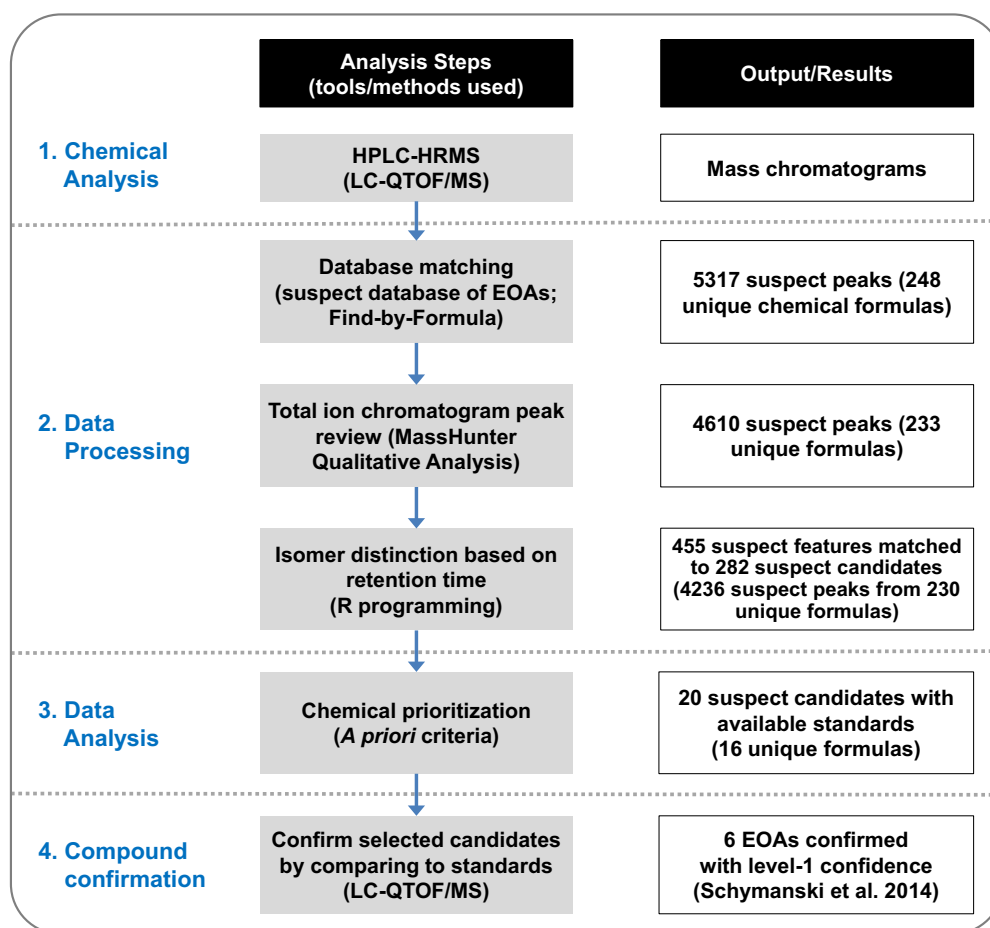 Analysis Steps
(tools/methods used)
Output/Results
1. Chemical
Analysis
HPLC-HRMS
(LC-QTOF/MS)
Mass chromatograms
2. Data
Processing
Database matching
(suspect database of EOAs;
Find-by-Formula)
5317 suspect peaks (248
unique chemical formulas)
Total ion chromatogram peak
review (MassHunter
Qualitative Analysis)
4610 suspect peaks (233
unique formulas)
Isomer distinction based on
retention time
(R programming)
455 suspect features matched
to 282 suspect candidates
(4236 suspect peaks from 230
unique formulas)
3. Data
Analysis
Chemical prioritization
(A priori criteria)
20 suspect candidates with
available standards
(16 unique formulas)
4. Compound
confirmation
Confirm selected candidates
by comparing to standards
(LC-QTOF/MS)
6 EOAs confirmed
with level-1 confidence
(Schymanski et al. 2014)